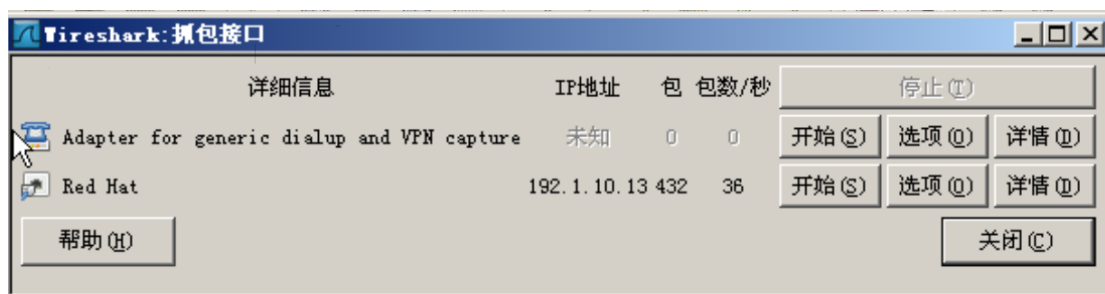 Wireshark:抓包接口
详细信息 IP地址 包 包数/秒 停止(T)
Adapter for generic dialup and VPN capture 未知 0 0 开始(S) 选项(O) 详情(D)
Red Hat 192.1.10.13 432 36 开始(S) 选项(O) 详情(D)
帮助(H) 关闭(C)